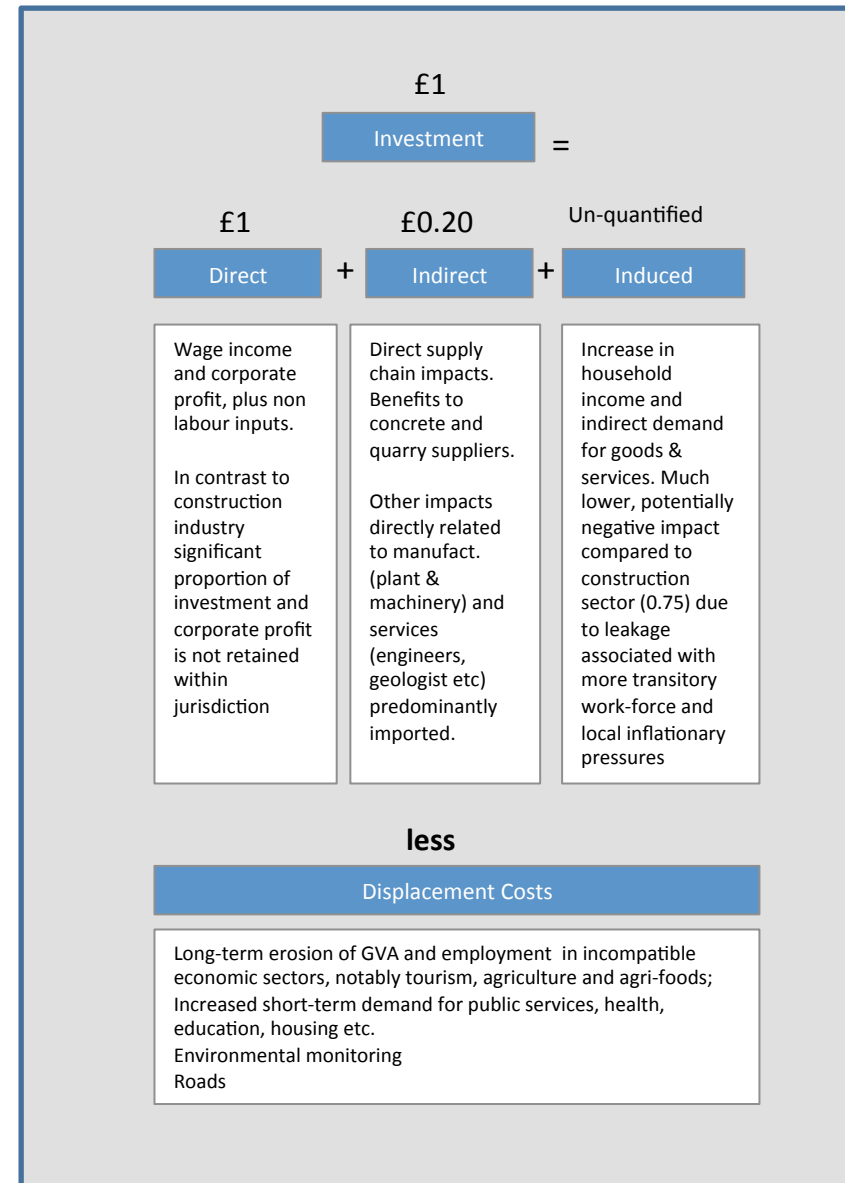 £1
Investment =
£1
Direct
+
£0.20
Indirect
+
Un-quantified
Induced
Wage income
and corporate
profit, plus non
labour inputs.
In contrast to
construction
industry
significant
proportion of
investment and
corporate profit
is not retained
within
jurisdiction
Direct supply
chain impacts.
Benefits to
concrete and
quarry suppliers.
Other impacts
directly related
to manufact.
(plant &
machinery) and
services
(engineers,
geologist etc)
predominantly
imported.
Increase in
household
income and
indirect demand
for goods &
services. Much
lower, potentially
negative impact
compared to
construction
sector (0.75) due
to leakage
associated with
more transitory
work-force and
local inflationary
pressures
less
Displacement Costs
Long-term erosion of GVA and employment in incompatible
economic sectors, notably tourism, agriculture and agri-foods;
Increased short-term demand for public services, health,
education, housing etc.
Environmental monitoring
Roads